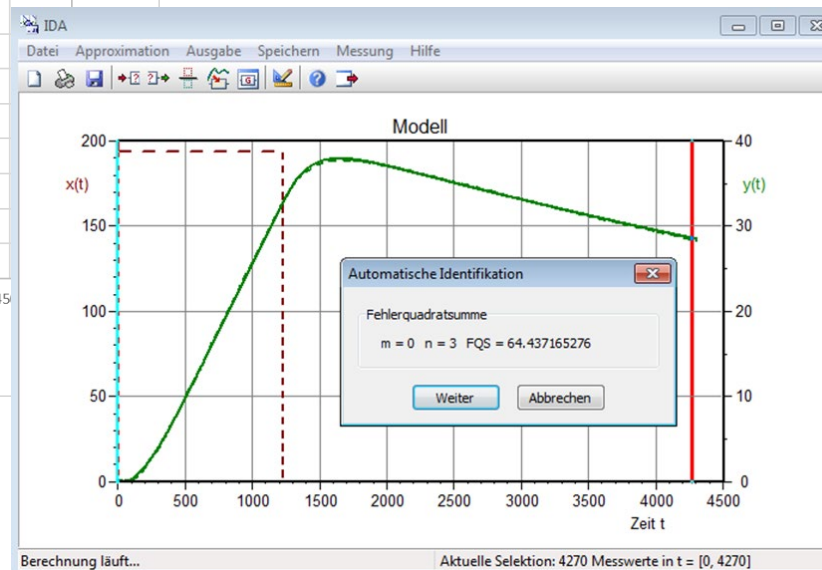 IDA
Datei Approximation Ausgabe Speichern Messung Hilfe
Modell
200 40
x(t) y(t)
150 30
100 20
50 10
0 0
0 500 1000 1500 2000 2500 3000 3500 4000 4500
Zeit t
Automatische Identifikation
Fehlerquadratsumme
m = 0 n = 3 FQS = 64.437165276
Weiter Abbrechen
Berechnung läuft... Aktuelle Selektion: 4270 Messwerte in t = [0, 4270]